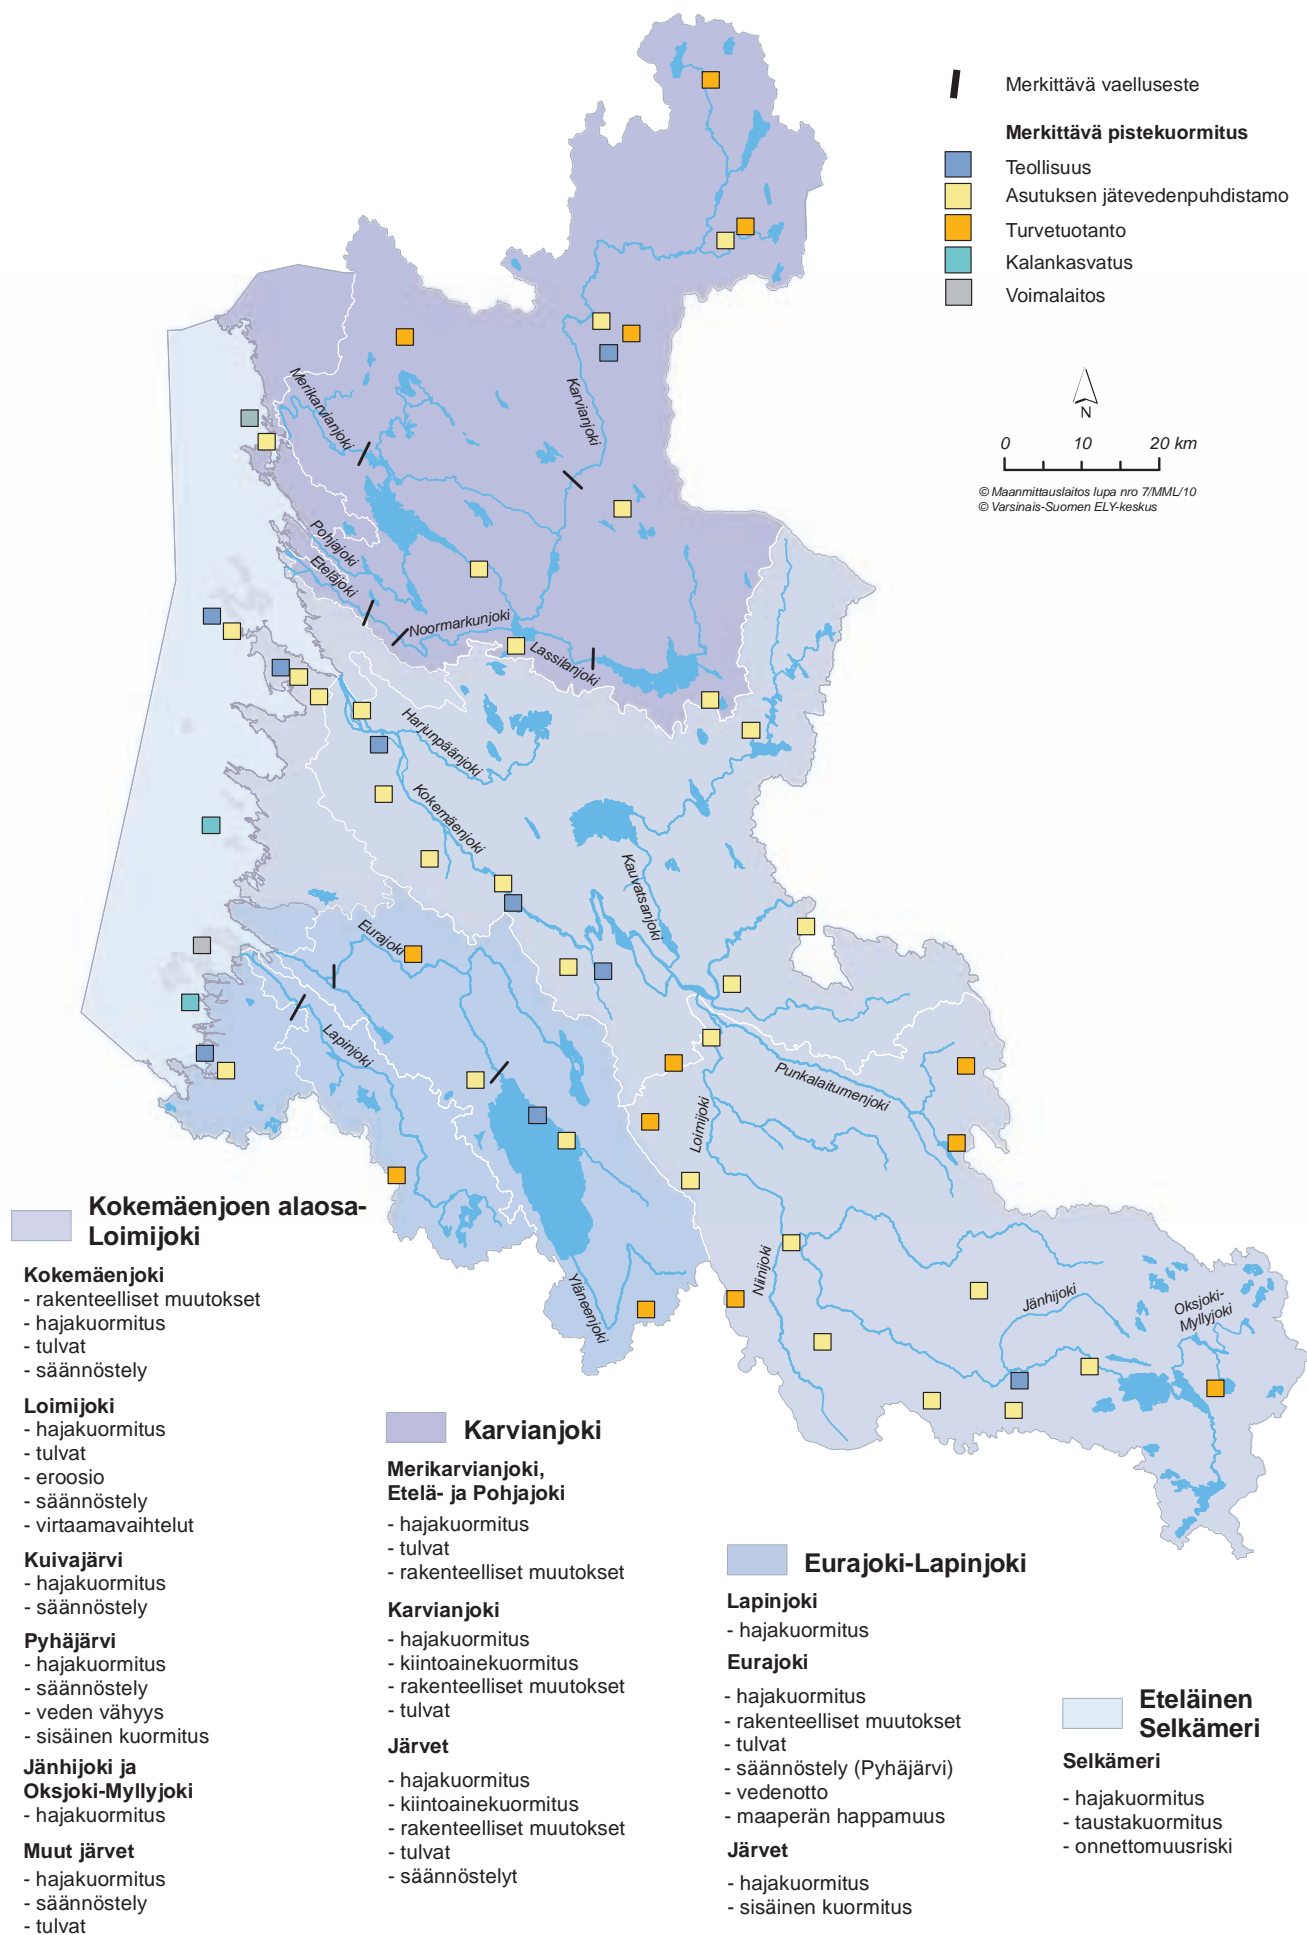 Merkittävä vaelluseste
Merkittävä pistekuormitus
Teollisuus
Asutuksen jätevedenpuhdistamo
Turvetuotanto
Kalankasvatus
Voimalaitos
N
0 10 20 km
© Maanmittauslaitos lupa nro 7/MML/10
© Varsinais-Suomen ELY-keskus
Merikarvianjoki
Karvianjoki
Pohjajoki
Eteläjoki
Noormarkunjoki
Lassilanjoki
Harjunpäänjoki
Kokemäenjoki
Kauvatsanjoki
Eurajoki
Lapinjoki
Punkalaitumenjoki
Loimijoki
Niinijoki
Yläneenjoki
Jänhijoki
Oksjoki-
Myllyjoki
Kokemäenjoen alaosa-
Loimijoki
Kokemäenjoki
- rakenteelliset muutokset
- hajakuormitus
- tulvat
- säännöstely
Loimijoki
- hajakuormitus
- tulvat
- eroosio
- säännöstely
- virtaamavaihtelut
Kuivajärvi
- hajakuormitus
- säännöstely
Pyhäjärvi
- hajakuormitus
- säännöstely
- veden vähyys
- sisäinen kuormitus
Jänhijoki ja
Oksjoki-Myllyjoki
- hajakuormitus
Muut järvet
- hajakuormitus
- säännöstely
- tulvat
Karvianjoki
Merikarvianjoki,
Etelä- ja Pohjajoki
- hajakuormitus
- tulvat
- rakenteelliset muutokset
Karvianjoki
- hajakuormitus
- kiintoainekuormitus
- rakenteelliset muutokset
- tulvat
Järvet
- hajakuormitus
- kiintoainekuormitus
- rakenteelliset muutokset
- tulvat
- säännöstelyt
Eurajoki-Lapinjoki
Lapinjoki
- hajakuormitus
Eurajoki
- hajakuormitus
- rakenteelliset muutokset
- tulvat
- säännöstely (Pyhäjärvi)
- vedenotto
- maaperän happamuus
Järvet
- hajakuormitus
- sisäinen kuormitus
Eteläinen
Selkämeri
Selkämeri
- hajakuormitus
- taustakuormitus
- onnettomuusriski